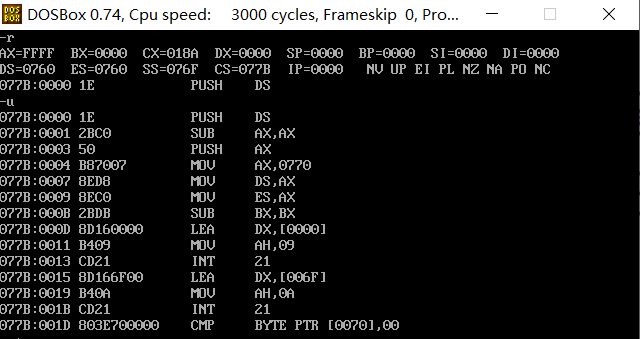 DOSBox 0.74, Cpu speed: 3000 cycles, Frameskip 0, Pro...
-r
AX=FFFF BX=0000 CX=018A DX=0000 SP=0000 BP=0000 SI=0000 DI=0000
DS=0760 ES=0760 SS=076F CS=077B IP=0000 NV UP EI PL NZ NA PO NC
077B:0000 1E PUSH DS
-u
077B:0000 1E PUSH DS
077B:0001 2BC0 SUB AX,AX
077B:0003 50 PUSH AX
077B:0004 B87007 MOV AX,0770
077B:0007 8ED8 MOV DS,AX
077B:0009 8EC0 MOV ES,AX
077B:000B 2BDB SUB BX,BX
077B:000D 8D160000 LEA DX,[0000]
077B:0011 B409 MOV AH,09
077B:0013 CD21 INT 21
077B:0015 8D166F00 LEA DX,[006F]
077B:0019 B40A MOV AH,0A
077B:001B CD21 INT 21
077B:001D 803E700000 CMP BYTE PTR [0070],00